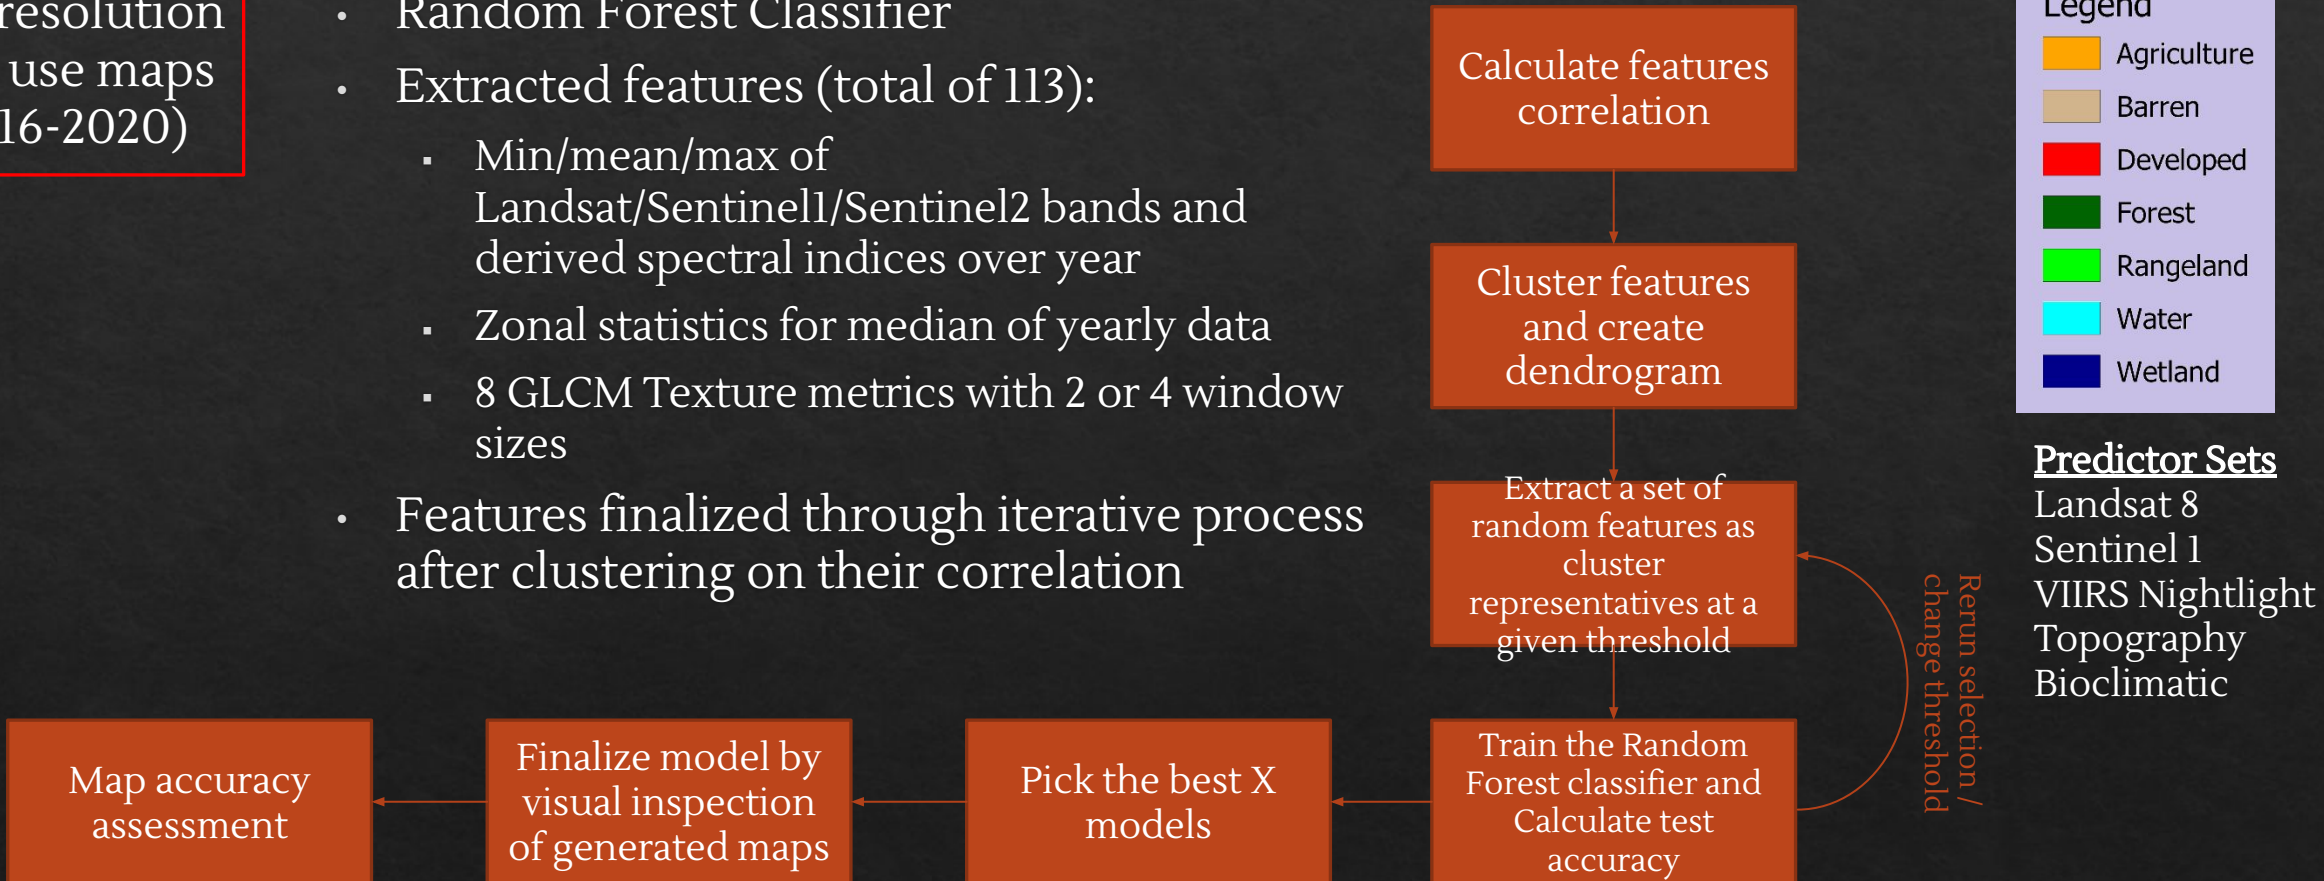 resolution
use maps
16-2020)
Random Forest Classifier
Extracted features (total of 113):
Min/mean/max of
Landsat/Sentinel1/Sentinel2 bands and
derived spectral indices over year
Zonal statistics for median of yearly data
8 GLCM Texture metrics with 2 or 4 window
sizes
Features finalized through iterative process
after clustering on their correlation
Calculate features
correlation
Cluster features
and create
dendrogram
Extract a set of
random features as
cluster
representatives at a
given threshold
Train the Random
Forest classifier and
Calculate test
accuracy
Rerun selection /
change threshold
Pick the best X
models
Finalize model by
visual inspection
of generated maps
Map accuracy
assessment
Legend
Agriculture
Barren
Developed
Forest
Rangeland
Water
Wetland
Predictor Sets
Landsat 8
Sentinel 1
VIIRS Nightlight
Topography
Bioclimatic